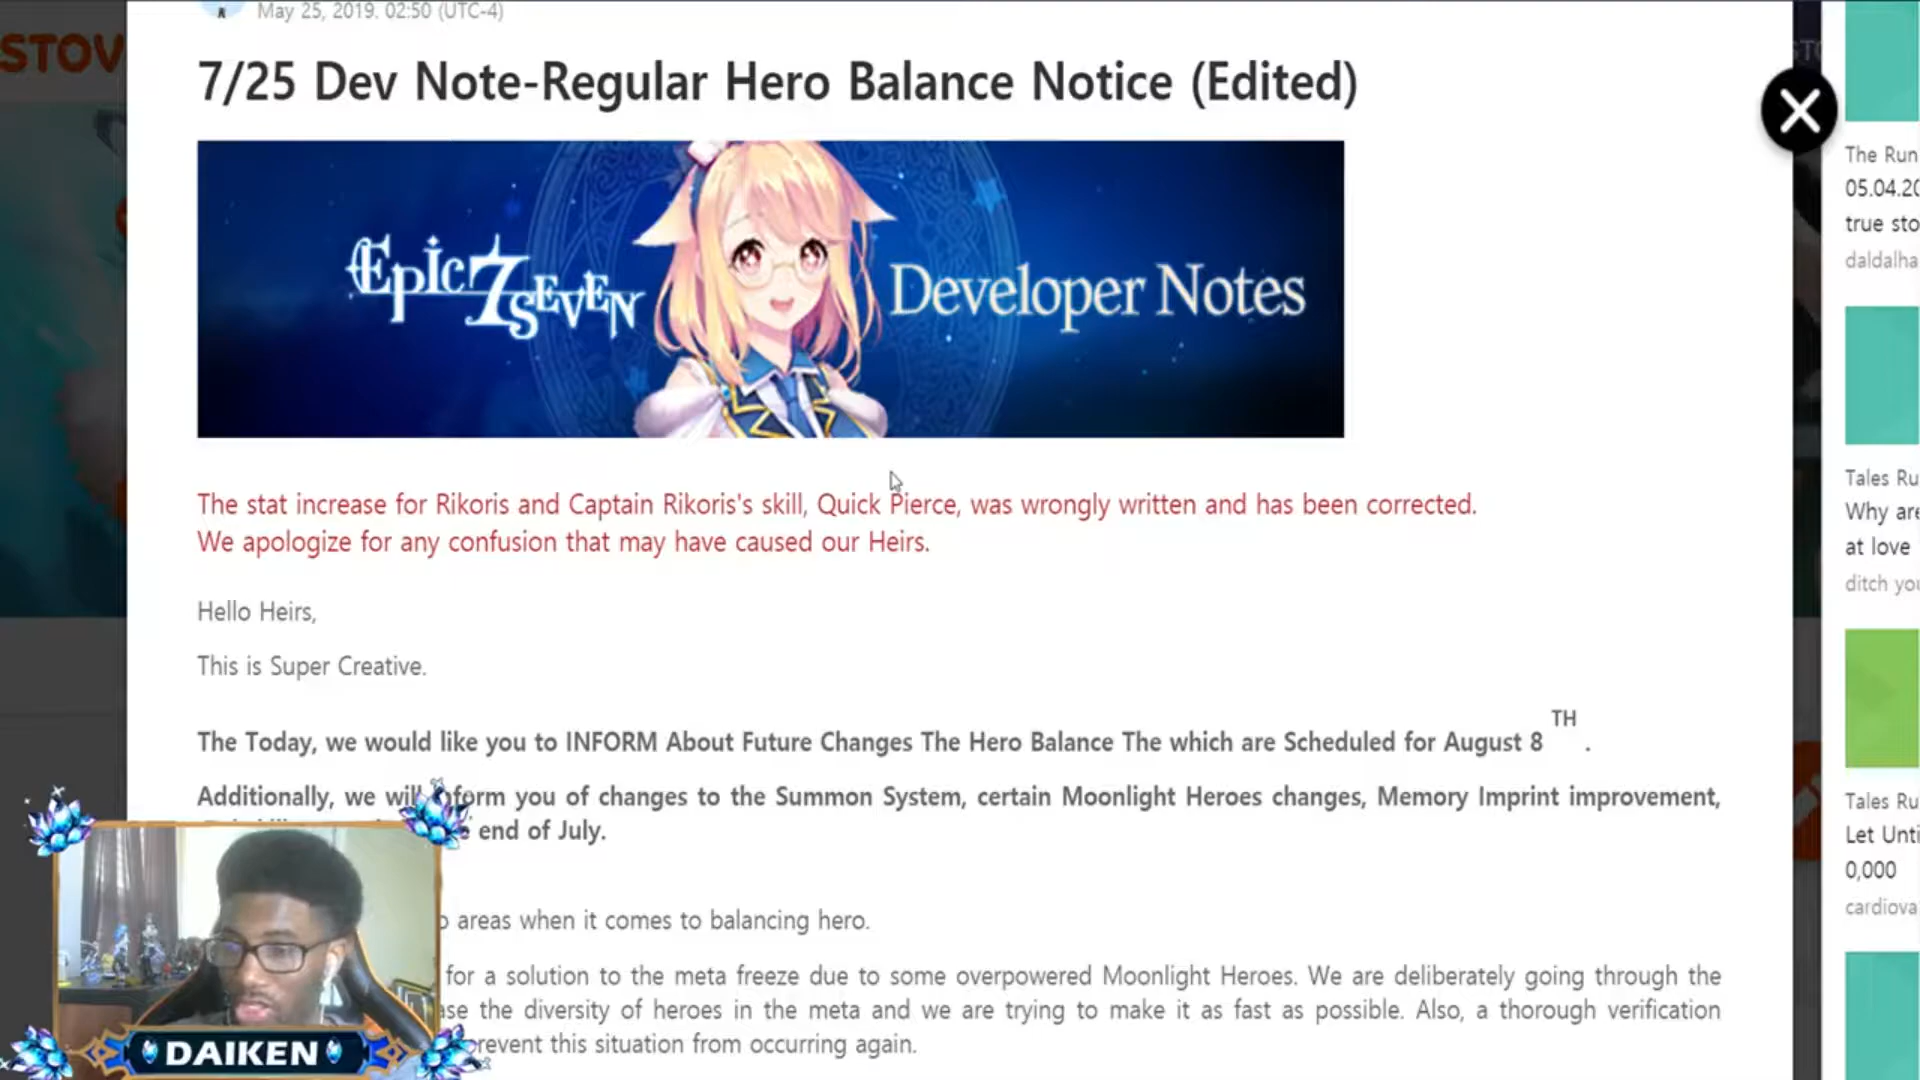 May 25, 2019. 02:50 (UTC-4)
STOV
7/25 Dev Note-Regular Hero Balance Notice (Edited)
Epic 7 SEVEN
Developer Notes
The stat increase for Rikoris and Captain Rikoris's skill, Quick Pierce, was wrongly written and has been corrected.
We apologize for any confusion that may have caused our Heirs.
Hello Heirs,
This is Super Creative.
The Today, we would like you to INFORM About Future Changes The Hero Balance The which are Scheduled for August 8 TH .
Additionally, we will inform you of changes to the Summon System, certain Moonlight Heroes changes, Memory Imprint improvement,
end of July.
areas when it comes to balancing hero.
for a solution to the meta freeze due to some overpowered Moonlight Heroes. We are deliberately going through the
ase the diversity of heroes in the meta and we are trying to make it as fast as possible. Also, a thorough verification
revent this situation from occurring again.
DAIKEN
The Run
05.04.20
true sto
daldalha
Tales Ru
Why are
at love
ditch you
Tales Ru
Let Unti
0,000
cardiova